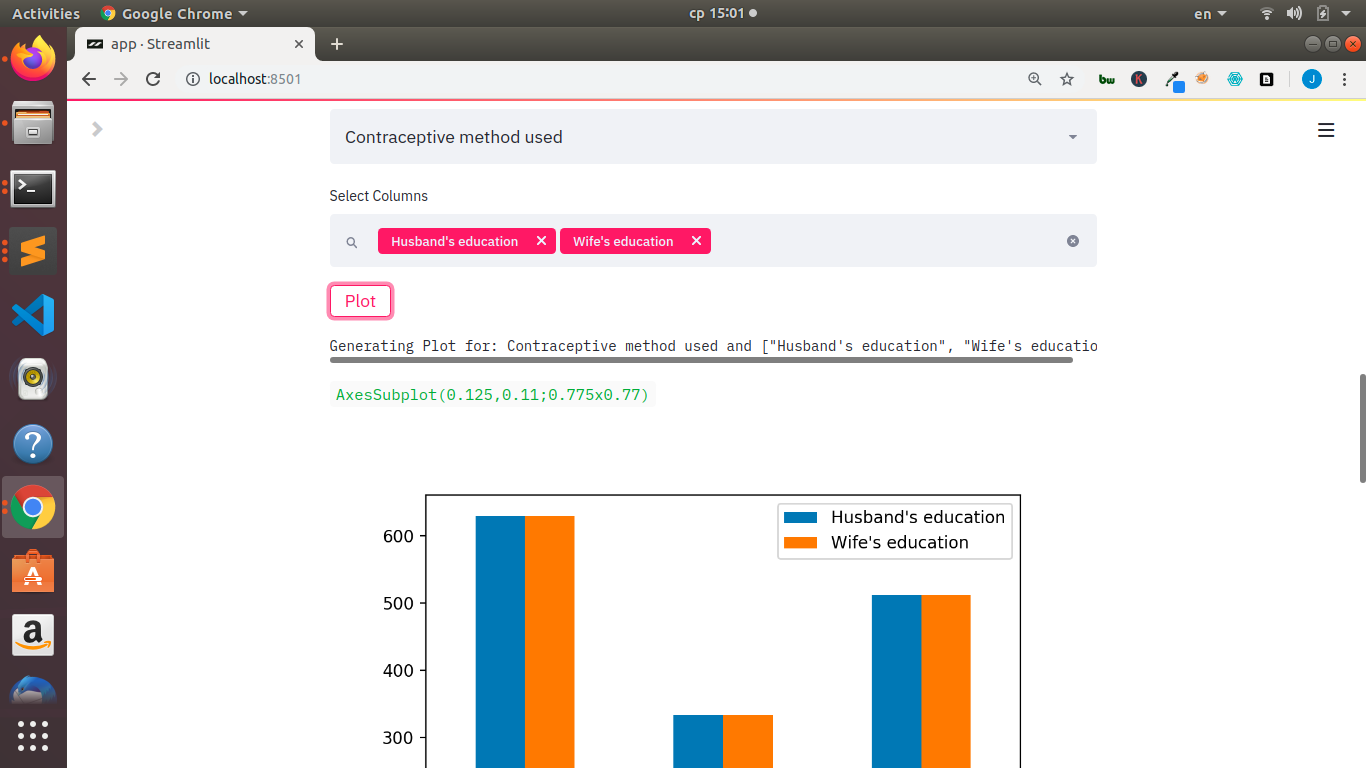 Activities Google Chrome ср 15:01 en
app · Streamlit
localhost:8501
bw K J
Contraceptive method used
Select Columns
Husband's education Wife's education
Plot
Generating Plot for: Contraceptive method used and ["Husband's education", "Wife's educatio
AxesSubplot(0.125,0.11;0.775x0.77)
Husband's education
Wife's education
600
500
400
300